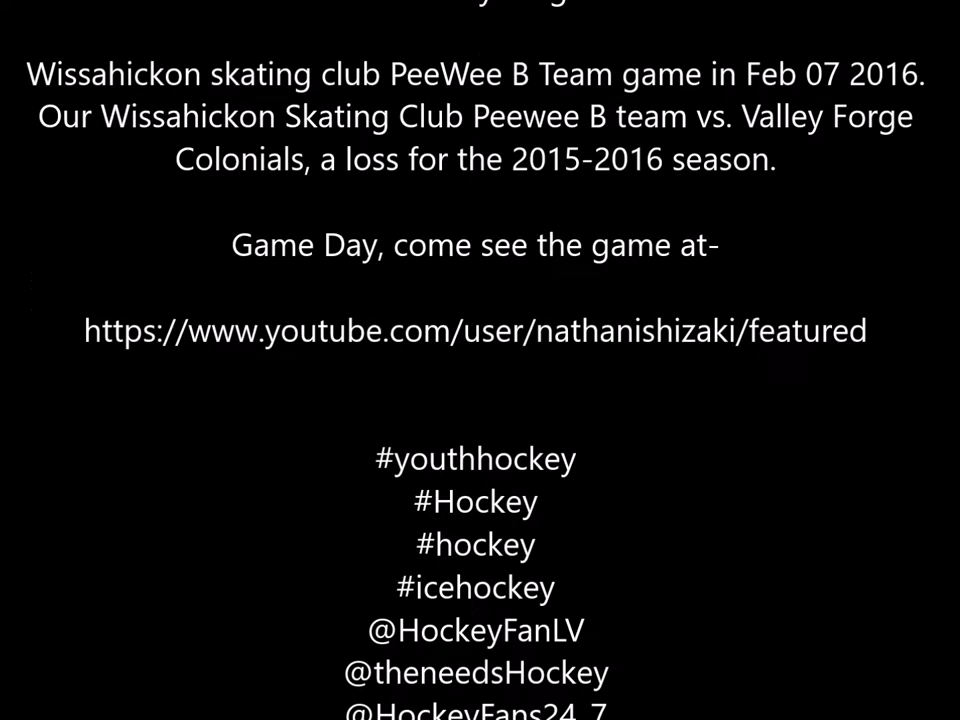 Wissahickon skating club PeeWee B Team game in Feb 07 2016.
Our Wissahickon Skating Club Peewee B team vs. Valley Forge
Colonials, a loss for the 2015-2016 season.
Game Day, come see the game at-
https://www.youtube.com/user/nathanishizaki/featured
#youthhockey
#Hockey
#hockey
#icehockey
@HockeyFanLV
@theneedsHockey
@HockeyFans24_7